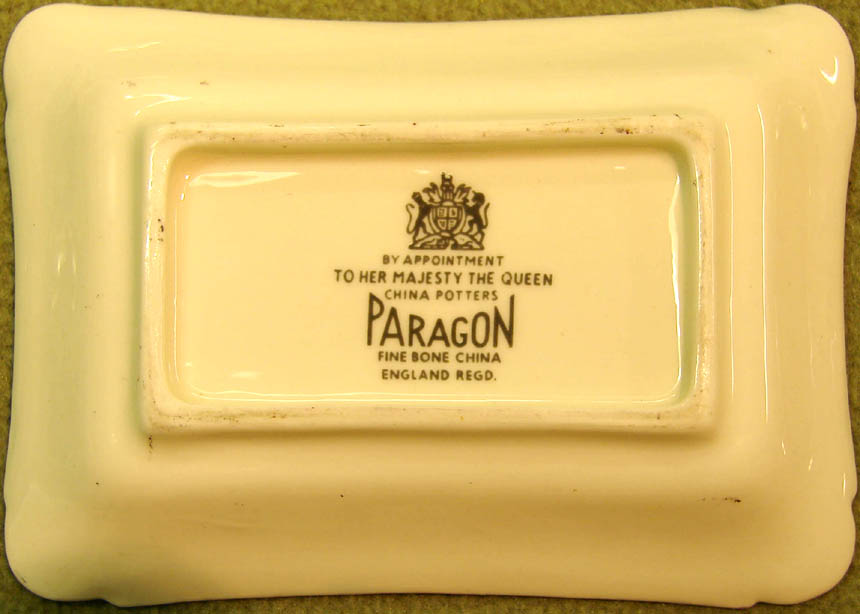 BY APPOINTMENT
TO HER MAJESTY THE QUEEN
CHINA POTTERS
PARAGON
FINE BONE CHINA
ENGLAND REGD.